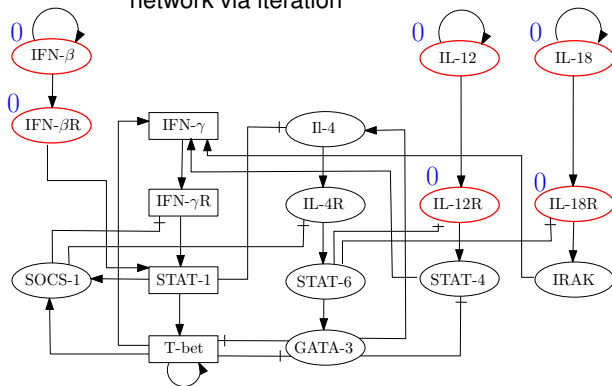 network via iteration
0
IFN-β
0
IFN-βR
0
IL-12
0
IL-18
IFN-γ
Il-4
IFN-γR
IL-4R
0
IL-12R
0
IL-18R
SOCS-1
STAT-1
STAT-6
STAT-4
IRAK
T-bet
GATA-3